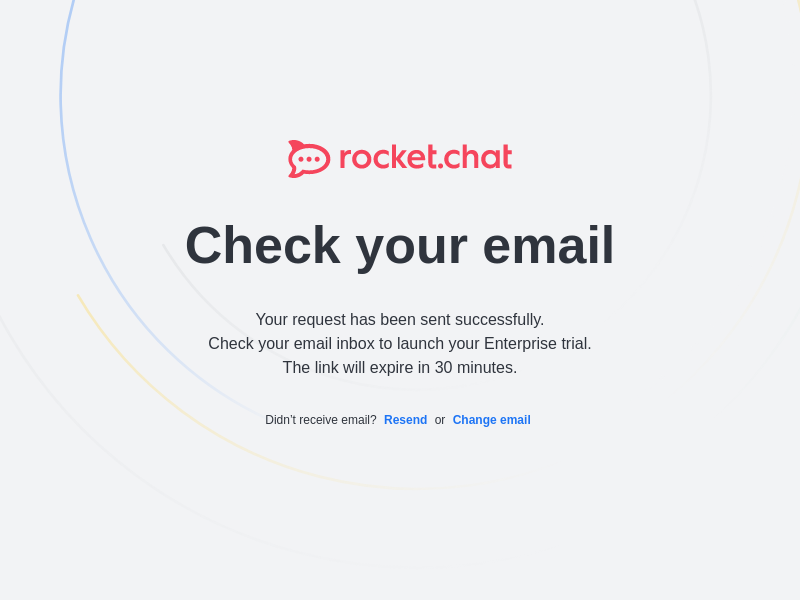 rocket.chat
Check your email
Your request has been sent successfully.
Check your email inbox to launch your Enterprise trial.
The link will expire in 30 minutes.
Didn’t receive email? Resend or Change email